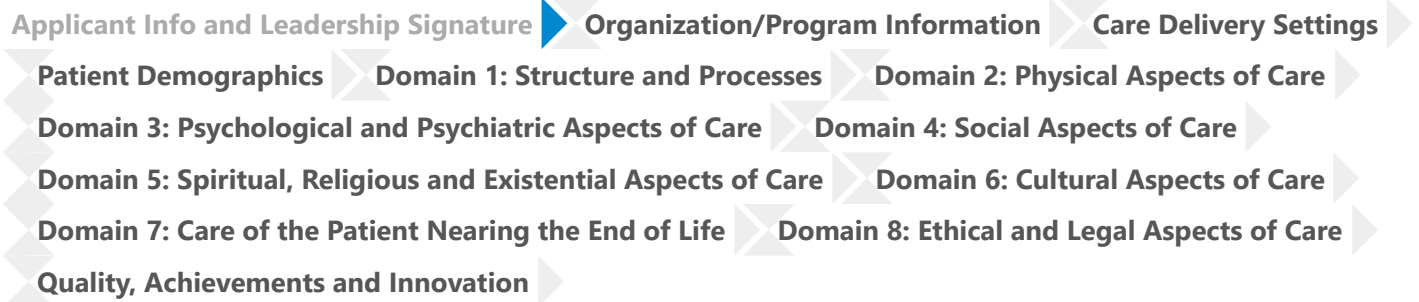 Applicant Info and Leadership Signature Organization/Program Information Care Delivery Settings
Patient Demographics Domain 1: Structure and Processes Domain 2: Physical Aspects of Care
Domain 3: Psychological and Psychiatric Aspects of Care Domain 4: Social Aspects of Care
Domain 5: Spiritual, Religious and Existential Aspects of Care Domain 6: Cultural Aspects of Care
Domain 7: Care of the Patient Nearing the End of Life Domain 8: Ethical and Legal Aspects of Care
Quality, Achievements and Innovation